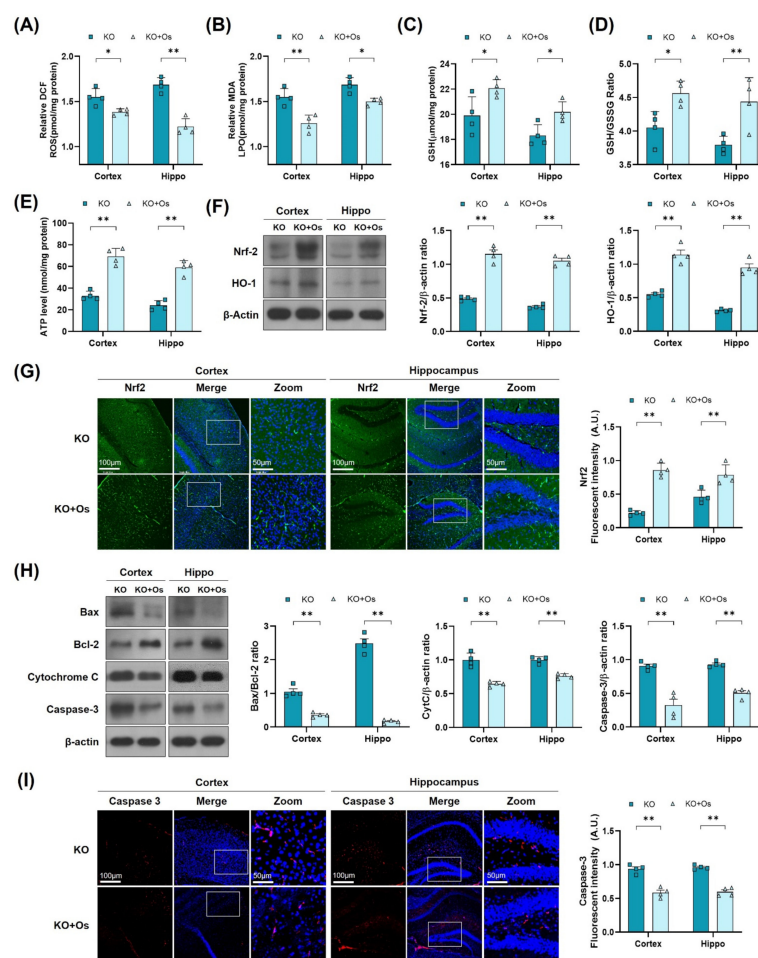 (A)
KO KO+Os
* **
Relative DCF
ROS(pmol/mg protein)
2.0
1.5
1.0
Cortex Hippo
(B)
KO KO+Os
** *
Relative MDA
LPO(pmol/mg protein)
2.0
1.5
1.0
Cortex Hippo
(C)
KO KO+Os
* *
GSH(μmol/mg protein)
24
22
20
18
16
Cortex Hippo
(D)
KO KO+Os
* **
GSH/GSSG Ratio
5.0
4.5
4.0
3.5
Cortex Hippo
(E)
KO KO+Os
** **
ATP level (nmol/mg protein)
100
80
60
40
20
0
Cortex Hippo
(F)
Cortex Hippo
KO KO+Os KO KO+Os
Nrf-2
HO-1
β-Actin
KO KO+Os
** **
Nrf-2/β-actin ratio
1.5
1.0
0.5
0.0
Cortex Hippo
KO KO+Os
** **
HO-1/β-actin ratio
1.5
1.0
0.5
0.0
Cortex Hippo
(G)
Cortex Hippocampus
Nrf2 Merge Zoom Nrf2 Merge Zoom
KO
100μm 50μm 100μm 50μm
KO+Os
KO KO+Os
** **
Nrf2
Fluorescent intensity (A.U.)
1.5
1.0
0.5
0.0
Cortex Hippo
(H)
Cortex Hippo
KO KO+Os KO KO+Os
Bax
Bcl-2
Cytochrome C
Caspase-3
β-actin
KO KO+Os
** **
Bax/Bcl-2 ratio
3
2
1
0
Cortex Hippo
KO KO+Os
** **
CytC/β-actin ratio
1.5
1.0
0.5
0.0
Cortex Hippo
KO KO+Os
** **
Caspase-3/β-actin ratio
1.5
1.0
0.5
0.0
Cortex Hippo
(I)
Cortex Hippocampus
Caspase 3 Merge Zoom Caspase 3 Merge Zoom
KO
100μm 50μm 100μm 50μm
KO+Os
KO KO+Os
** **
Caspase-3
Fluorescent intensity (A.U.)
1.5
1.0
0.5
0.0
Cortex Hippo